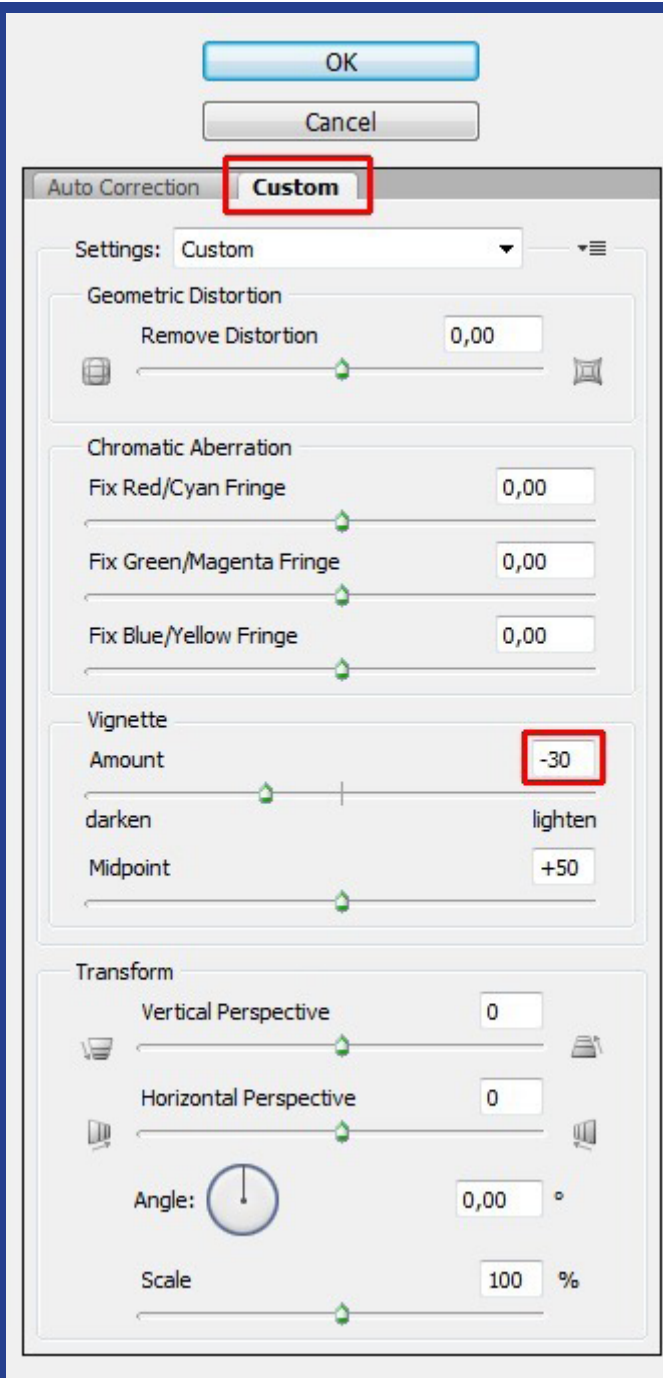 OK
Cancel
Auto Correction Custom
Settings: Custom
Geometric Distortion
Remove Distortion 0,00
Chromatic Aberration
Fix Red/Cyan Fringe 0,00
Fix Green/Magenta Fringe 0,00
Fix Blue/Yellow Fringe 0,00
Vignette
Amount -30
darken lighten
Midpoint +50
Transform
Vertical Perspective 0
Horizontal Perspective 0
Angle: 0,00 °
Scale 100 %